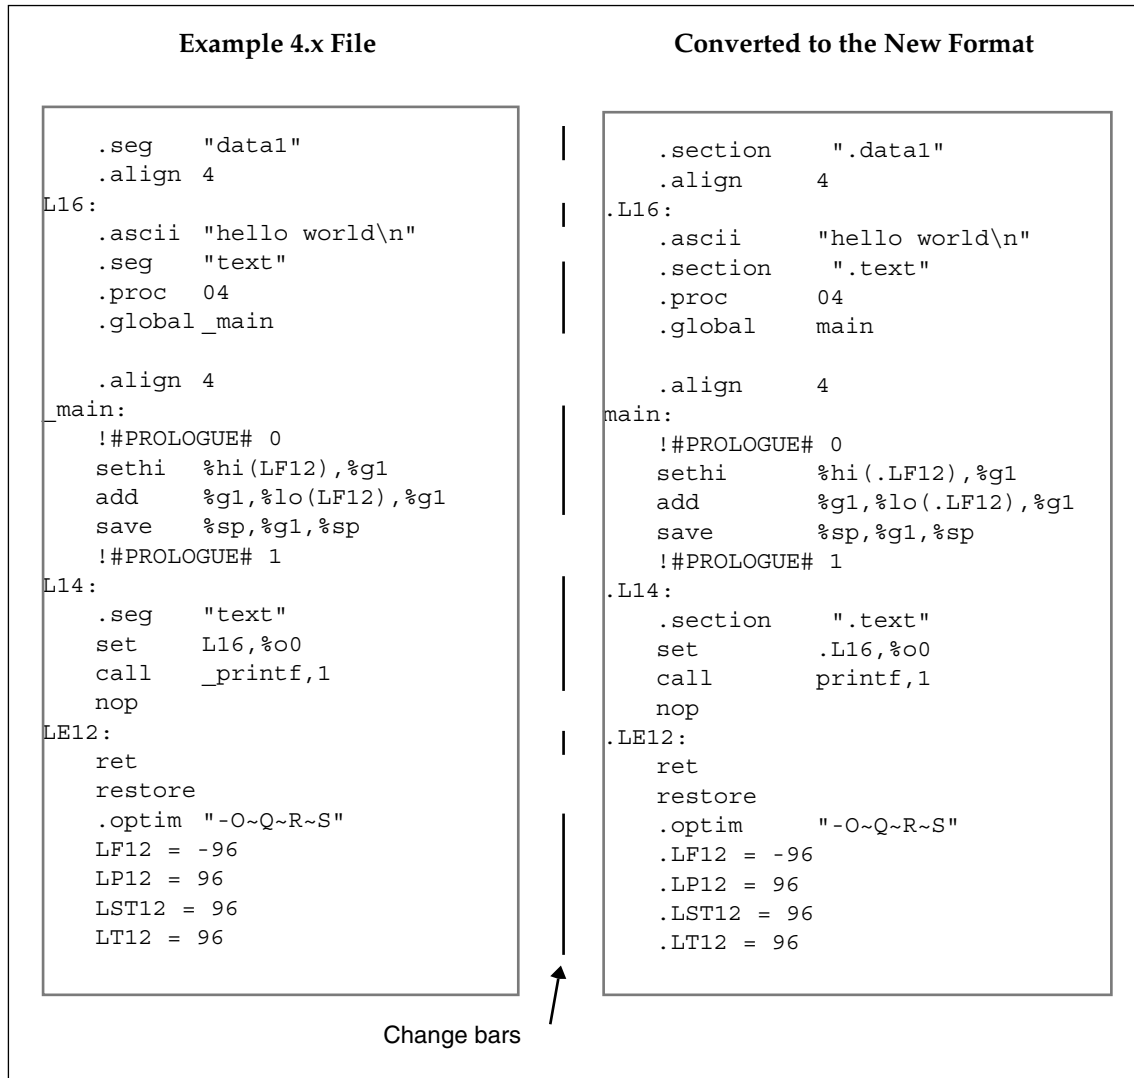 Example 4.x File
.seg "data1"
.align 4
L16:
.ascii "hello world\n"
.seg "text"
.proc 04
.global _main
.align 4
_main:
!#PROLOGUE# 0
sethi %hi(LF12),%g1
add %g1,%lo(LF12),%g1
save %sp,%g1,%sp
!#PROLOGUE# 1
L14:
.seg "text"
set L16,%o0
call _printf,1
nop
LE12:
ret
restore
.optim "-O~Q~R~S"
LF12 = -96
LP12 = 96
LST12 = 96
LT12 = 96
Converted to the New Format
.section ".data1"
.align 4
.L16:
.ascii "hello world\n"
.section ".text"
.proc 04
.global main
.align 4
main:
!#PROLOGUE# 0
sethi %hi(.LF12),%g1
add %g1,%lo(.LF12),%g1
save %sp,%g1,%sp
!#PROLOGUE# 1
.L14:
.section ".text"
set .L16,%o0
call printf,1
nop
.LE12:
ret
restore
.optim "-O~Q~R~S"
.LF12 = -96
.LP12 = 96
.LST12 = 96
.LT12 = 96
Change bars